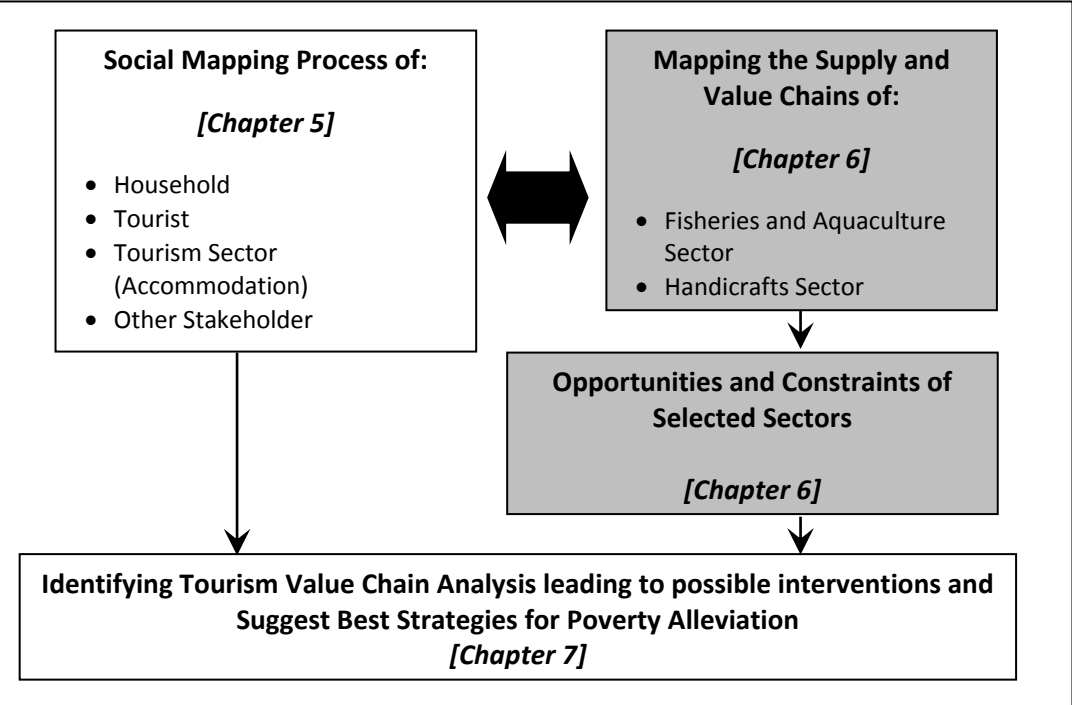 Social Mapping Process of:
[Chapter 5]
• Household
• Tourist
• Tourism Sector
(Accommodation)
• Other Stakeholder
Mapping the Supply and
Value Chains of:
[Chapter 6]
• Fisheries and Aquaculture
Sector
• Handicrafts Sector
Opportunities and Constraints of
Selected Sectors
[Chapter 6]
Identifying Tourism Value Chain Analysis leading to possible interventions and
Suggest Best Strategies for Poverty Alleviation
[Chapter 7]